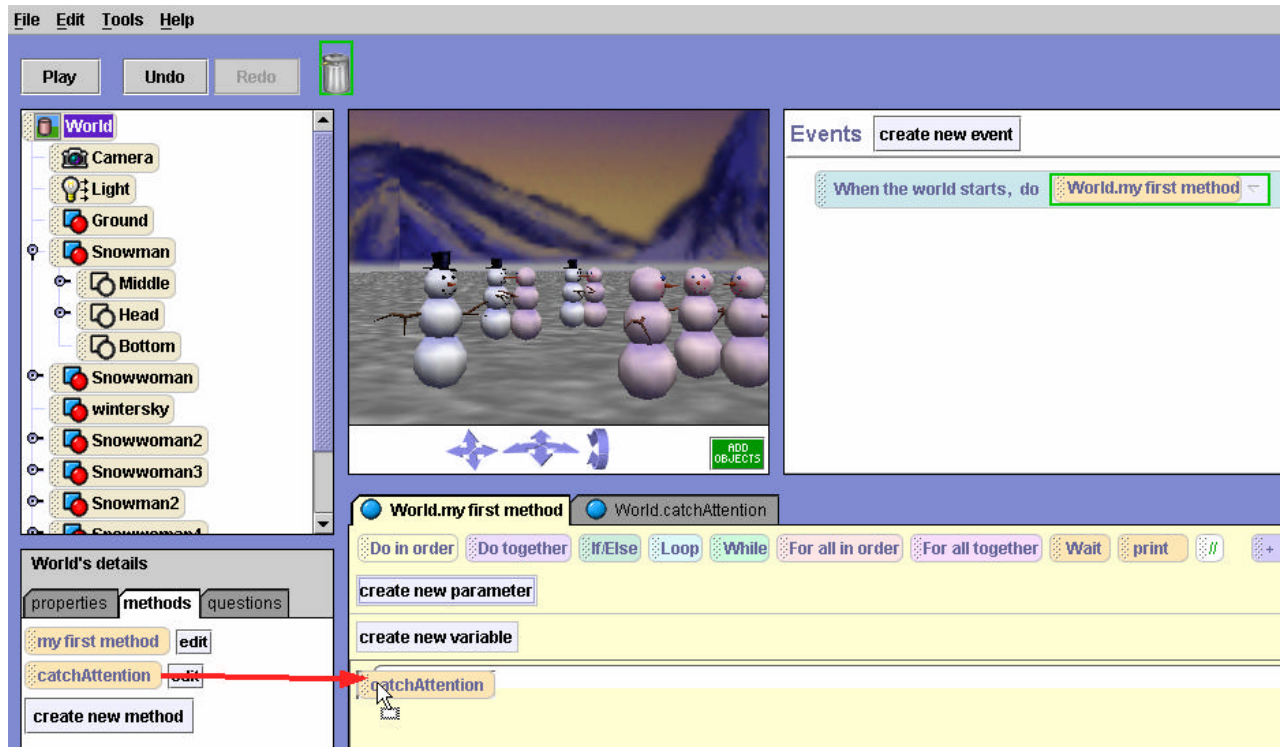 File Edit Tools Help
Play Undo Redo
World
Camera
Light
Ground
Snowman
Middle
Head
Bottom
Snowwoman
wintersky
Snowwoman2
Snowwoman3
Snowman2
ADD
OBJECTS
Events create new event
When the world starts, do World.my first method
World's details
properties methods questions
my first method edit
catchAttention edit
create new method
World.my first method World.catchAttention
Do in order Do together If/Else Loop While For all in order For all together Wait print // +
create new parameter
create new variable
catchAttention